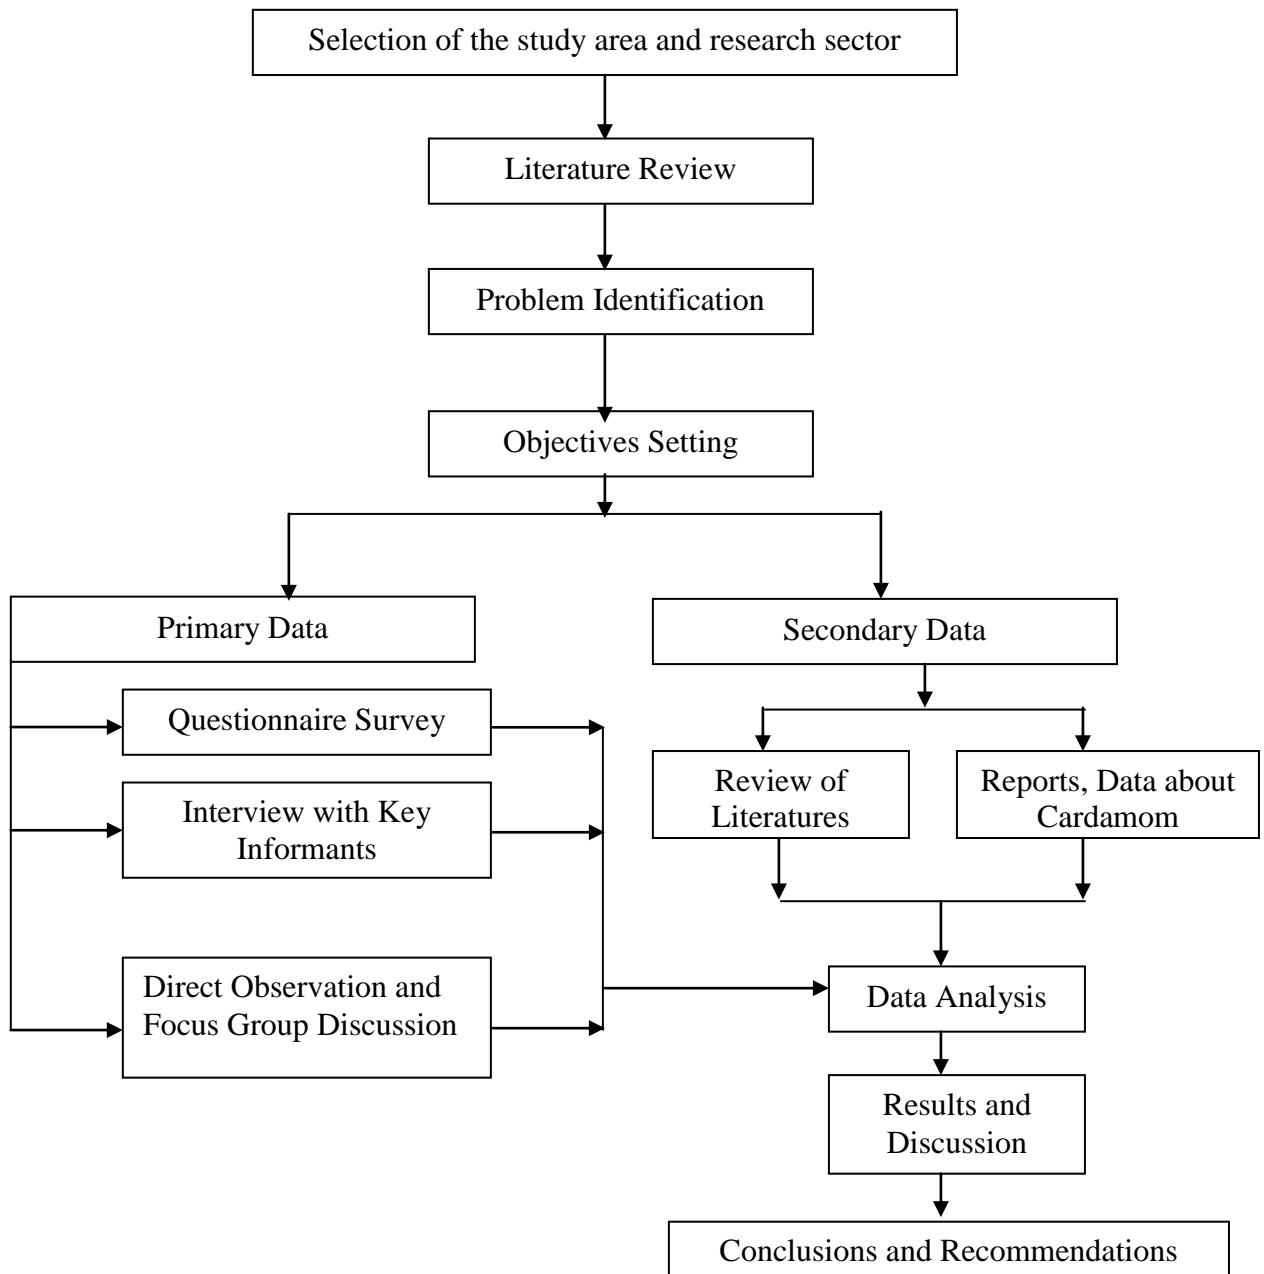 Selection of the study area and research sector
Literature Review
Problem Identification
Objectives Setting
Primary Data
Secondary Data
Questionnaire Survey
Interview with Key
Informants
Direct Observation and
Focus Group Discussion
Review of
Literatures
Reports, Data about
Cardamom
Data Analysis
Results and
Discussion
Conclusions and Recommendations